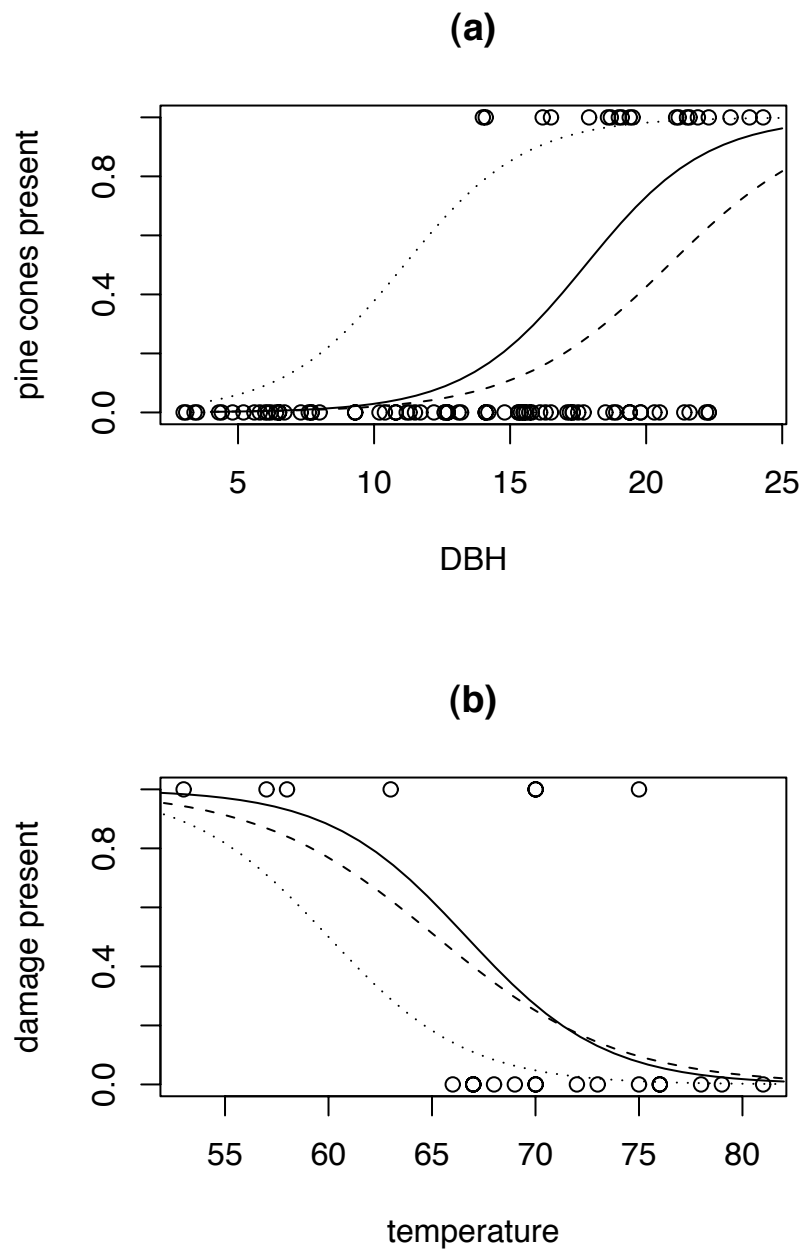 (a)
pine cones present
0.8
0.4
0.0
5 10 15 20 25
DBH
(b)
damage present
0.8
0.4
0.0
55 60 65 70 75 80
temperature